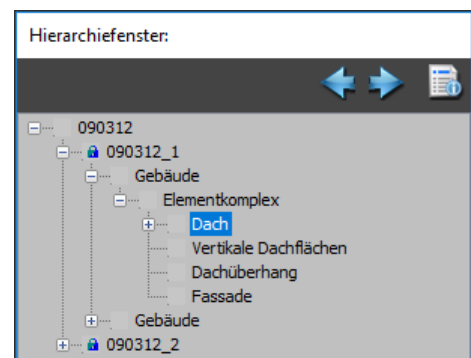 Hierarchiefenster:
090312
090312_1
Gebäude
Elementkomplex
Dach
Vertikale Dachflächen
Dachüberhang
Fassade
Gebäude
090312_2